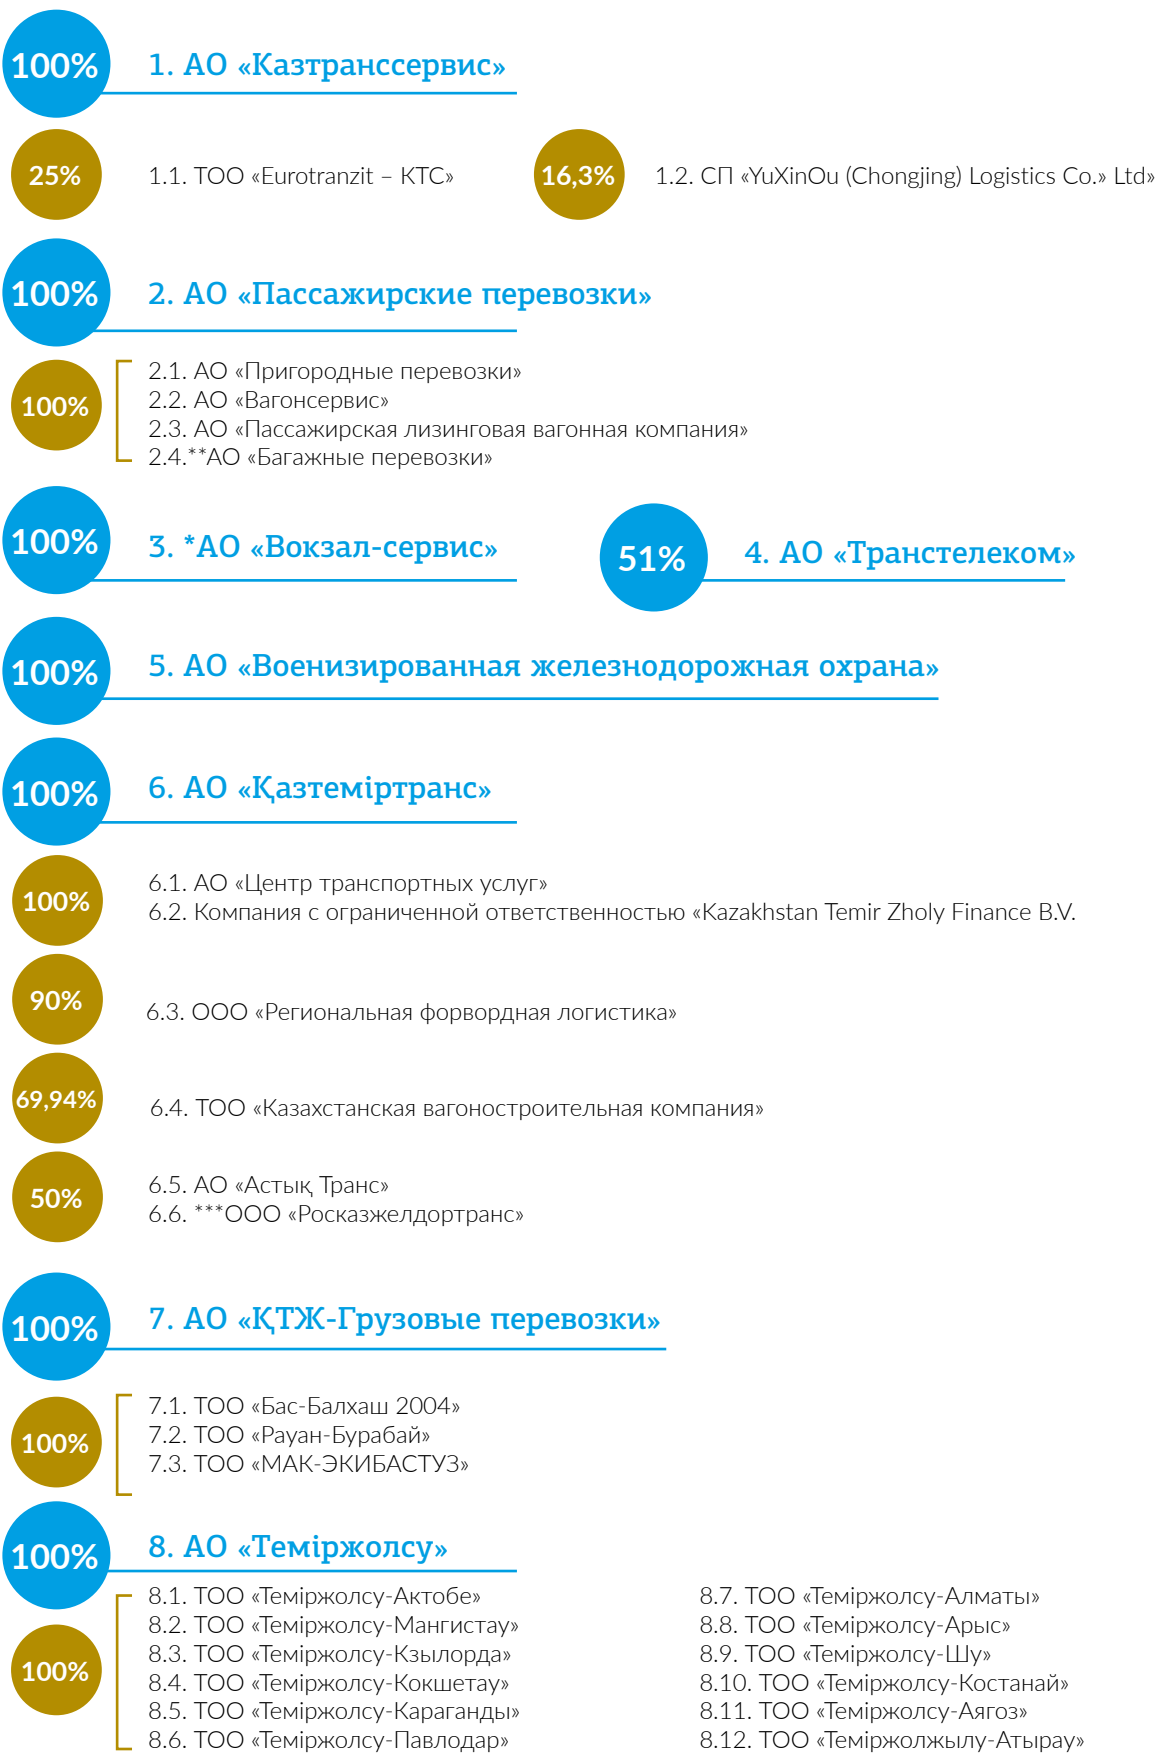 100% 1. АО «Казтранссервис»
25% 1.1. ТОО «Eurotranzit – КТС» 16,3% 1.2. СП «YuXinOu (Chongjing) Logistics Co.» Ltd»
100% 2. АО «Пассажирские перевозки»
2.1. АО «Пригородные перевозки»
100% 2.2. АО «Вагонсервис»
2.3. АО «Пассажирская лизинговая вагонная компания»
2.4.**АО «Багажные перевозки»
100% 3. *АО «Вокзал-сервис» 51% 4. АО «Транстелеком»
100% 5. АО «Военизированная железнодорожная охрана»
100% 6. АО «Қазтеміртранс»
100% 6.1. АО «Центр транспортных услуг»
6.2. Компания с ограниченной ответственностью «Kazakhstan Temir Zholy Finance B.V.
90% 6.3. ООО «Региональная форвордная логистика»
69,94% 6.4. ТОО «Казахстанская вагоностроительная компания»
50% 6.5. АО «Астық Транс»
6.6. ***ООО «Росказжелдортранс»
100% 7. АО «ҚТЖ-Грузовые перевозки»
7.1. ТОО «Бас-Балхаш 2004»
100% 7.2. ТОО «Рауан-Бурабай»
7.3. ТОО «МАК-ЭКИБАСТУЗ»
100% 8. АО «Теміржолсу»
8.1. ТОО «Теміржолсу-Актобе» 8.7. ТОО «Теміржолсу-Алматы»
8.2. ТОО «Теміржолсу-Мангистау» 8.8. ТОО «Теміржолсу-Арыс»
8.3. ТОО «Теміржолсу-Кзылорда» 8.9. ТОО «Теміржолсу-Шу»
100% 8.4. ТОО «Теміржолсу-Кокшетау» 8.10. ТОО «Теміржолсу-Костанай»
8.5. ТОО «Теміржолсу-Караганды» 8.11. ТОО «Теміржолсу-Аягоз»
8.6. ТОО «Теміржолсу-Павлодар» 8.12. ТОО «Теміржолжылу-Атырау»